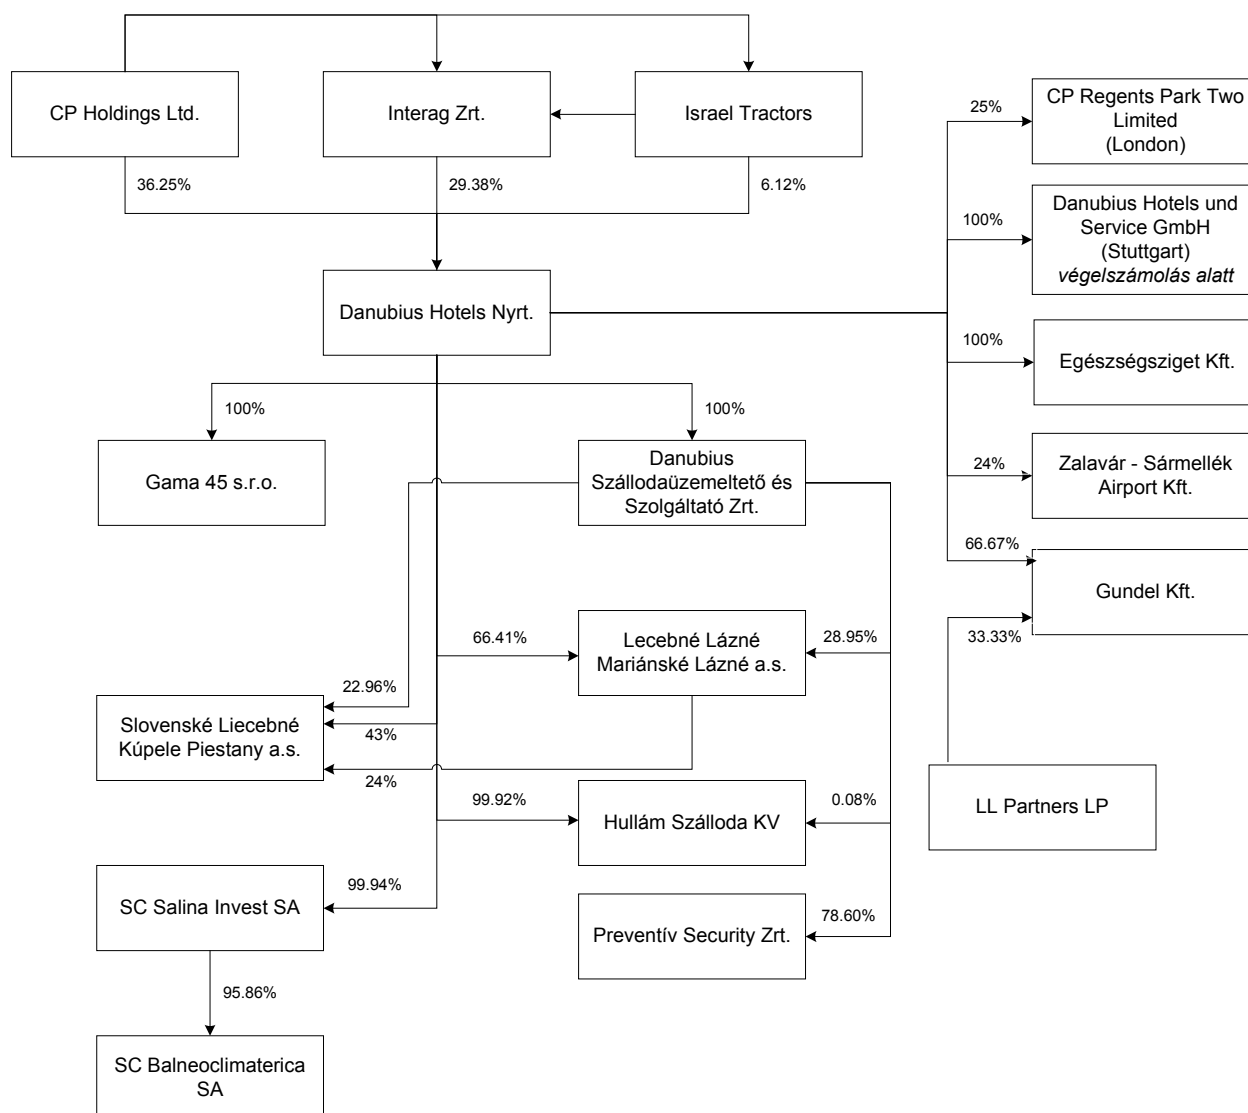 CP Holdings Ltd.
Interag Zrt.
Israel Tractors
36.25%
29.38%
6.12%
25%
CP Regents Park Two
Limited
(London)
100%
Danubius Hotels und
Service GmbH
(Stuttgart)
végelszámolás alatt
Danubius Hotels Nyrt.
100%
Egészségsziget Kft.
100%
100%
Gama 45 s.r.o.
Danubius
Szállodaüzemeltető és
Szolgáltató Zrt.
24%
Zalavár - Sármellék
Airport Kft.
66.67%
Gundel Kft.
33.33%
66.41%
Lecebné Lázné
Mariánské Lázné a.s.
28.95%
22.96%
Slovenské Liecebné
Kúpele Piestany a.s.
43%
24%
99.92%
Hullám Szálloda KV
0.08%
LL Partners LP
SC Salina Invest SA
99.94%
Preventív Security Zrt.
78.60%
95.86%
SC Balneoclimaterica
SA